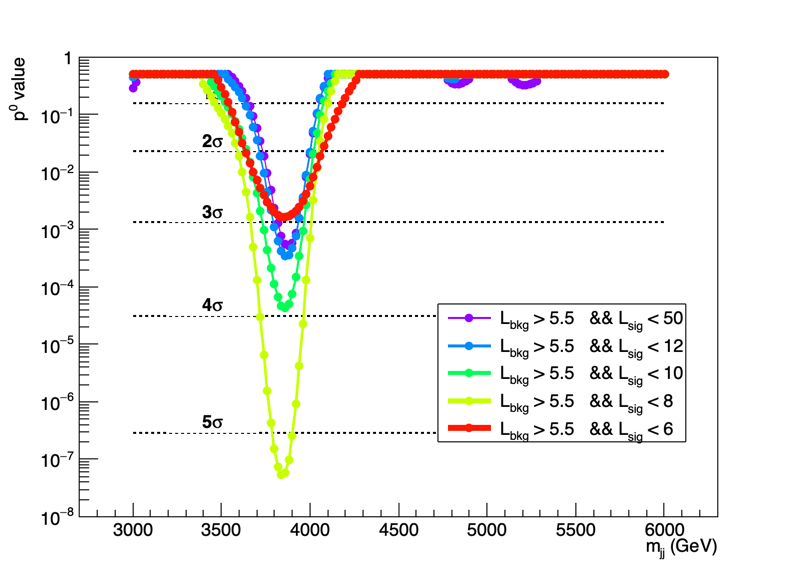 p⁰ value
1
10⁻¹
10⁻²
10⁻³
10⁻⁴
10⁻⁵
10⁻⁶
10⁻⁷
10⁻⁸
2σ
3σ
4σ
5σ
L_bkg > 5.5 && L_sig < 50
L_bkg > 5.5 && L_sig < 12
L_bkg > 5.5 && L_sig < 10
L_bkg > 5.5 && L_sig < 8
L_bkg > 5.5 && L_sig < 6
3000 3500 4000 4500 5000 5500 6000
m_jj (GeV)